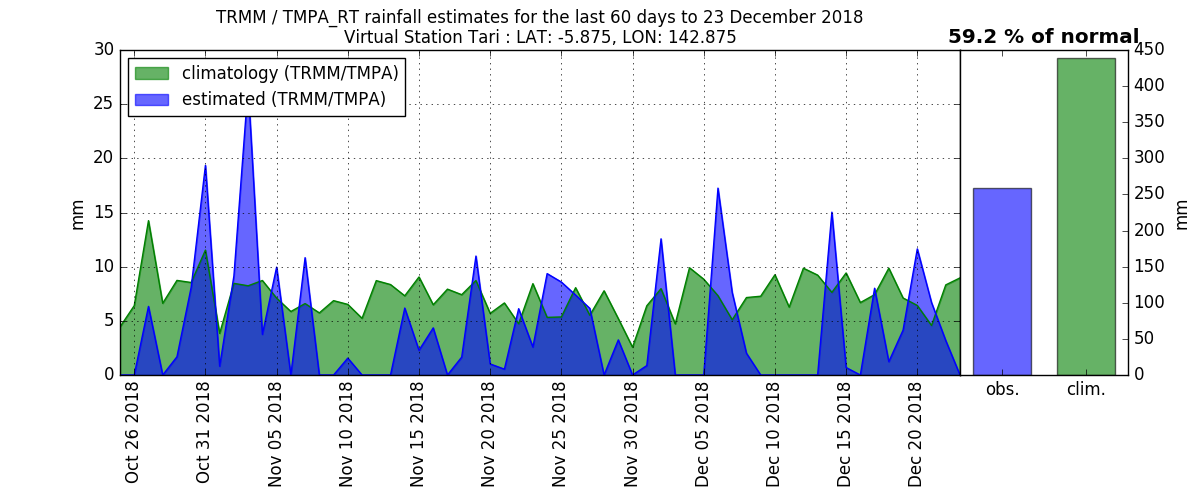 TRMM / TMPA_RT rainfall estimates for the last 60 days to 23 December 2018
Virtual Station Tari : LAT: -5.875, LON: 142.875
59.2 % of normal
climatology (TRMM/TMPA)
estimated (TRMM/TMPA)
30
25
20
15
10
5
0
mm
450
400
350
300
250
200
150
100
50
0
mm
Oct 26 2018
Oct 31 2018
Nov 05 2018
Nov 10 2018
Nov 15 2018
Nov 20 2018
Nov 25 2018
Nov 30 2018
Dec 05 2018
Dec 10 2018
Dec 15 2018
Dec 20 2018
obs.
clim.